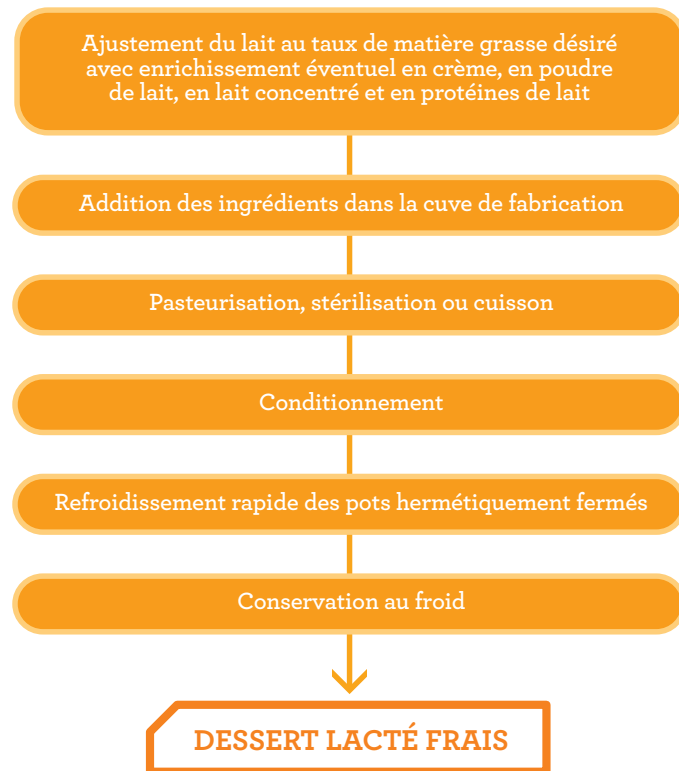 Ajustement du lait au taux de matière grasse désiré
avec enrichissement éventuel en crème, en poudre
de lait, en lait concentré et en protéines de lait
Addition des ingrédients dans la cuve de fabrication
Pasteurisation, stérilisation ou cuisson
Conditionnement
Refroidissement rapide des pots hermétiquement fermés
Conservation au froid
DESSERT LACTÉ FRAIS